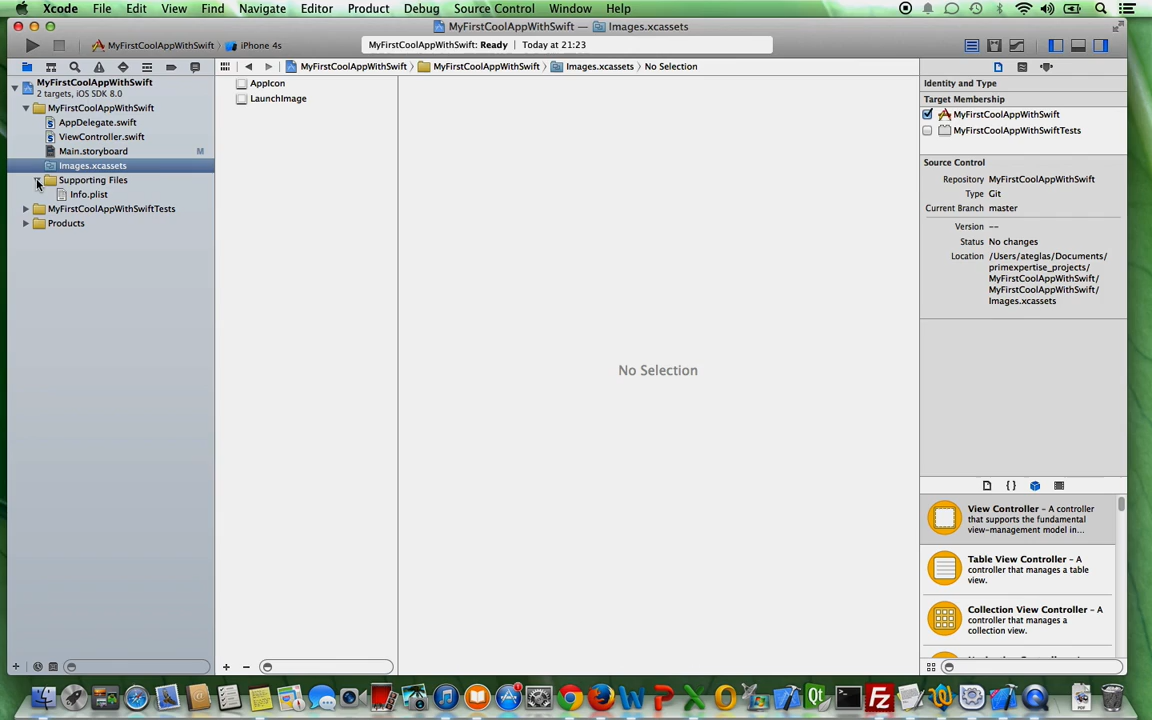 Xcode File Edit View Find Navigate Editor Product Debug Source Control Window Help
MyFirstCoolAppWithSwift — Images.xcassets
MyFirstCoolAppWithSwift iPhone 4s
MyFirstCoolAppWithSwift: Ready | Today at 21:23
MyFirstCoolAppWithSwift
2 targets, iOS SDK 8.0
MyFirstCoolAppWithSwift
AppDelegate.swift
ViewController.swift
Main.storyboard M
Images.xcassets
Supporting Files
Info.plist
MyFirstCoolAppWithSwiftTests
Products
MyFirstCoolAppWithSwift MyFirstCoolAppWithSwift Images.xcassets No Selection
AppIcon
LaunchImage
No Selection
Identity and Type
Target Membership
MyFirstCoolAppWithSwift
MyFirstCoolAppWithSwiftTests
Source Control
Repository MyFirstCoolAppWithSwift
Type Git
Current Branch master
Version --
Status No changes
Location /Users/ateglas/Documents/
primexpertise_projects/
MyFirstCoolAppWithSwift/
MyFirstCoolAppWithSwift/
Images.xcassets
View Controller – A controller
that supports the fundamental
view-management model in...
Table View Controller – A
controller that manages a table
view.
Collection View Controller – A
controller that manages a
collection view.